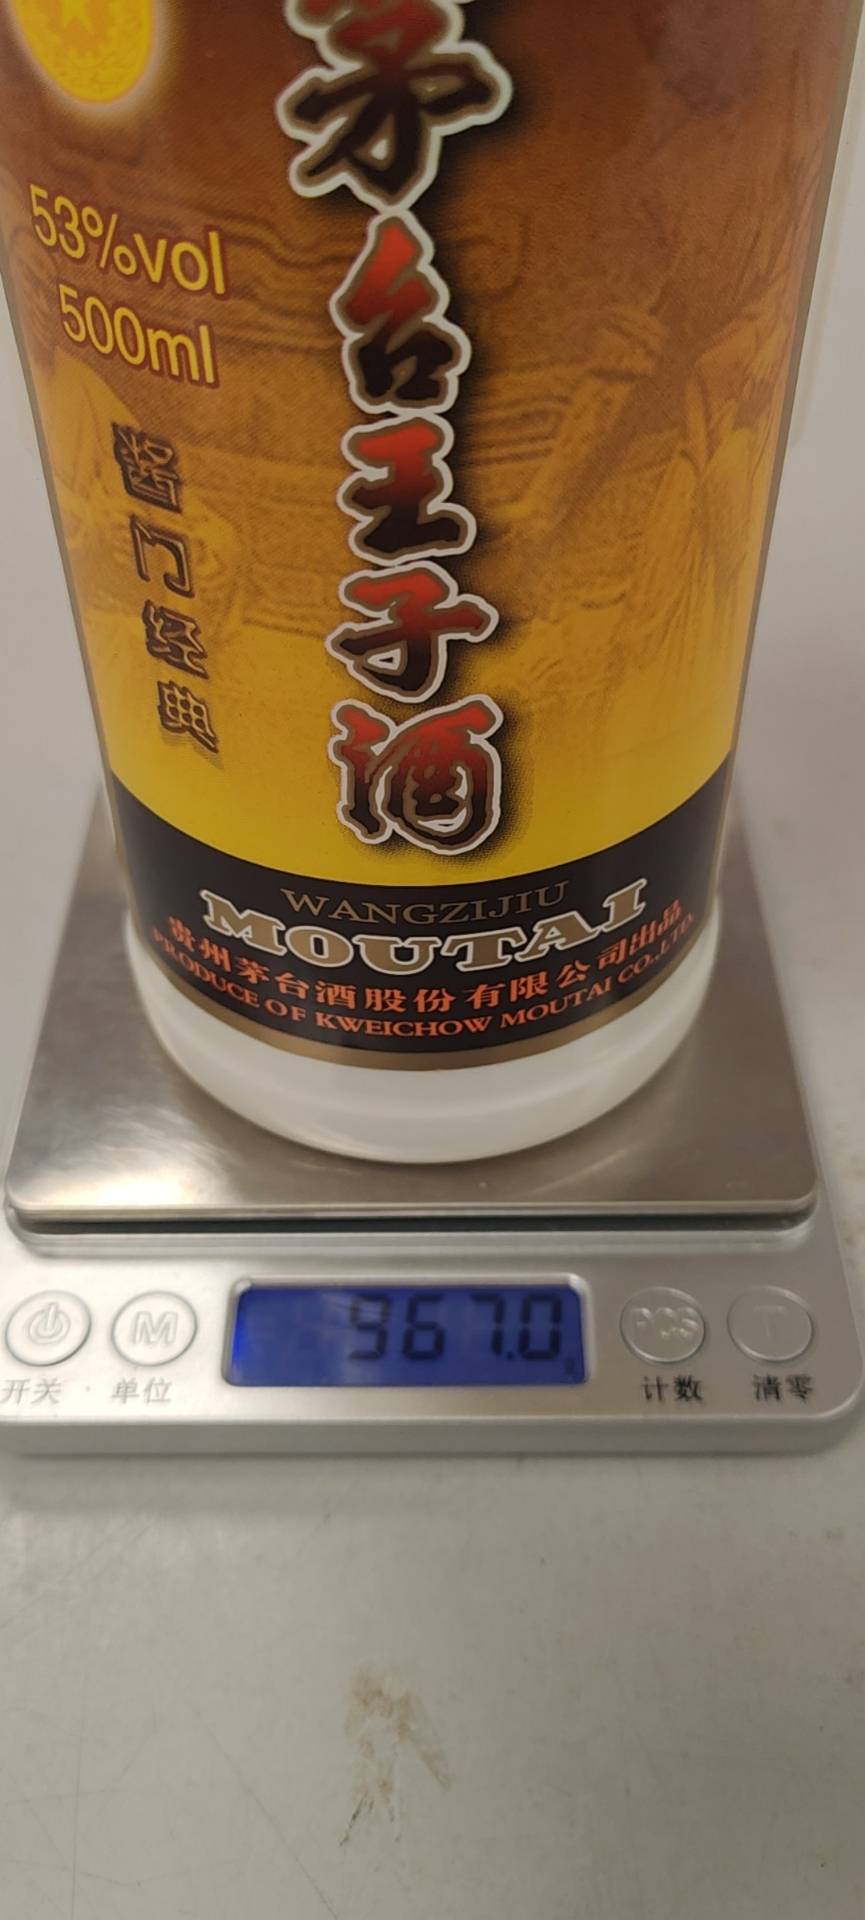 53%vol
500ml
酱门经典
茅台王子酒
WANGZIJIU
MOUTAI
贵州茅台酒股份有限公司出品
PRODUCE OF KWEICHOW MOUTAI CO.,LTD.
967.0
M
PCS
T
开关
单位
计数
清零